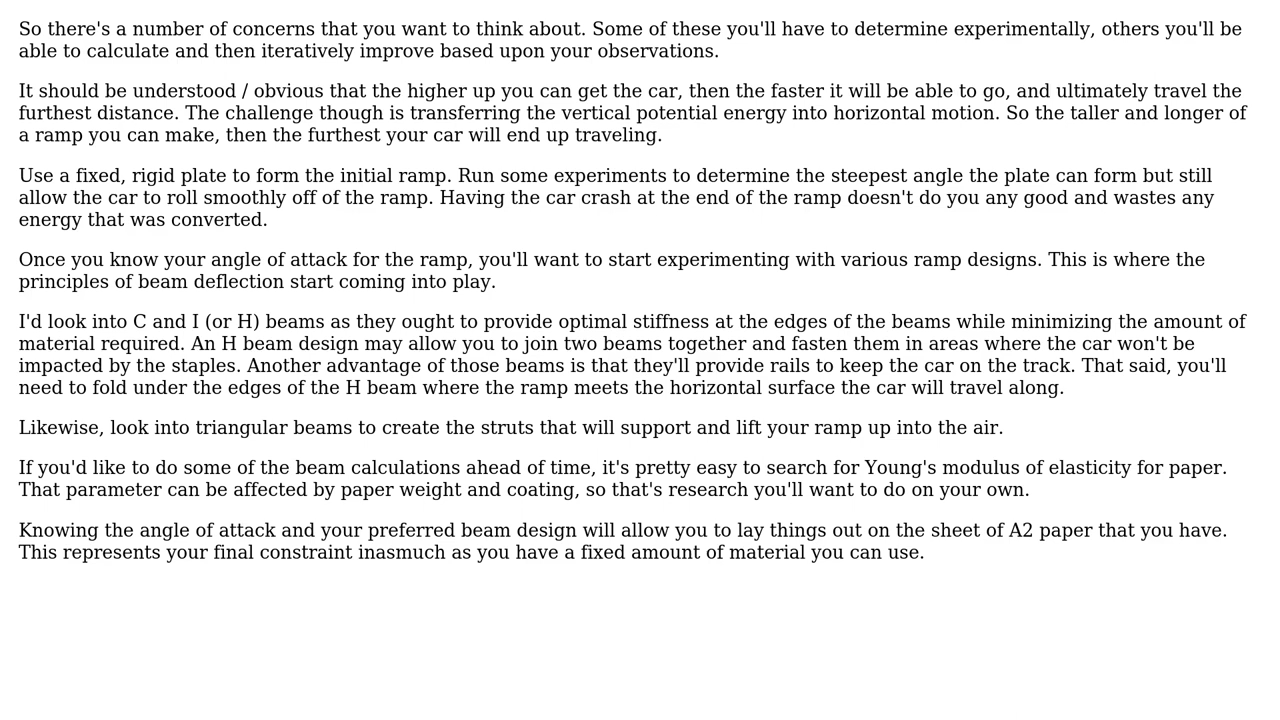 So there's a number of concerns that you want to think about. Some of these you'll have to determine experimentally, others you'll be
able to calculate and then iteratively improve based upon your observations.
It should be understood / obvious that the higher up you can get the car, then the faster it will be able to go, and ultimately travel the
furthest distance. The challenge though is transferring the vertical potential energy into horizontal motion. So the taller and longer of
a ramp you can make, then the furthest your car will end up traveling.
Use a fixed, rigid plate to form the initial ramp. Run some experiments to determine the steepest angle the plate can form but still
allow the car to roll smoothly off of the ramp. Having the car crash at the end of the ramp doesn't do you any good and wastes any
energy that was converted.
Once you know your angle of attack for the ramp, you'll want to start experimenting with various ramp designs. This is where the
principles of beam deflection start coming into play.
I'd look into C and I (or H) beams as they ought to provide optimal stiffness at the edges of the beams while minimizing the amount of
material required. An H beam design may allow you to join two beams together and fasten them in areas where the car won't be
impacted by the staples. Another advantage of those beams is that they'll provide rails to keep the car on the track. That said, you'll
need to fold under the edges of the H beam where the ramp meets the horizontal surface the car will travel along.
Likewise, look into triangular beams to create the struts that will support and lift your ramp up into the air.
If you'd like to do some of the beam calculations ahead of time, it's pretty easy to search for Young's modulus of elasticity for paper.
That parameter can be affected by paper weight and coating, so that's research you'll want to do on your own.
Knowing the angle of attack and your preferred beam design will allow you to lay things out on the sheet of A2 paper that you have.
This represents your final constraint inasmuch as you have a fixed amount of material you can use.